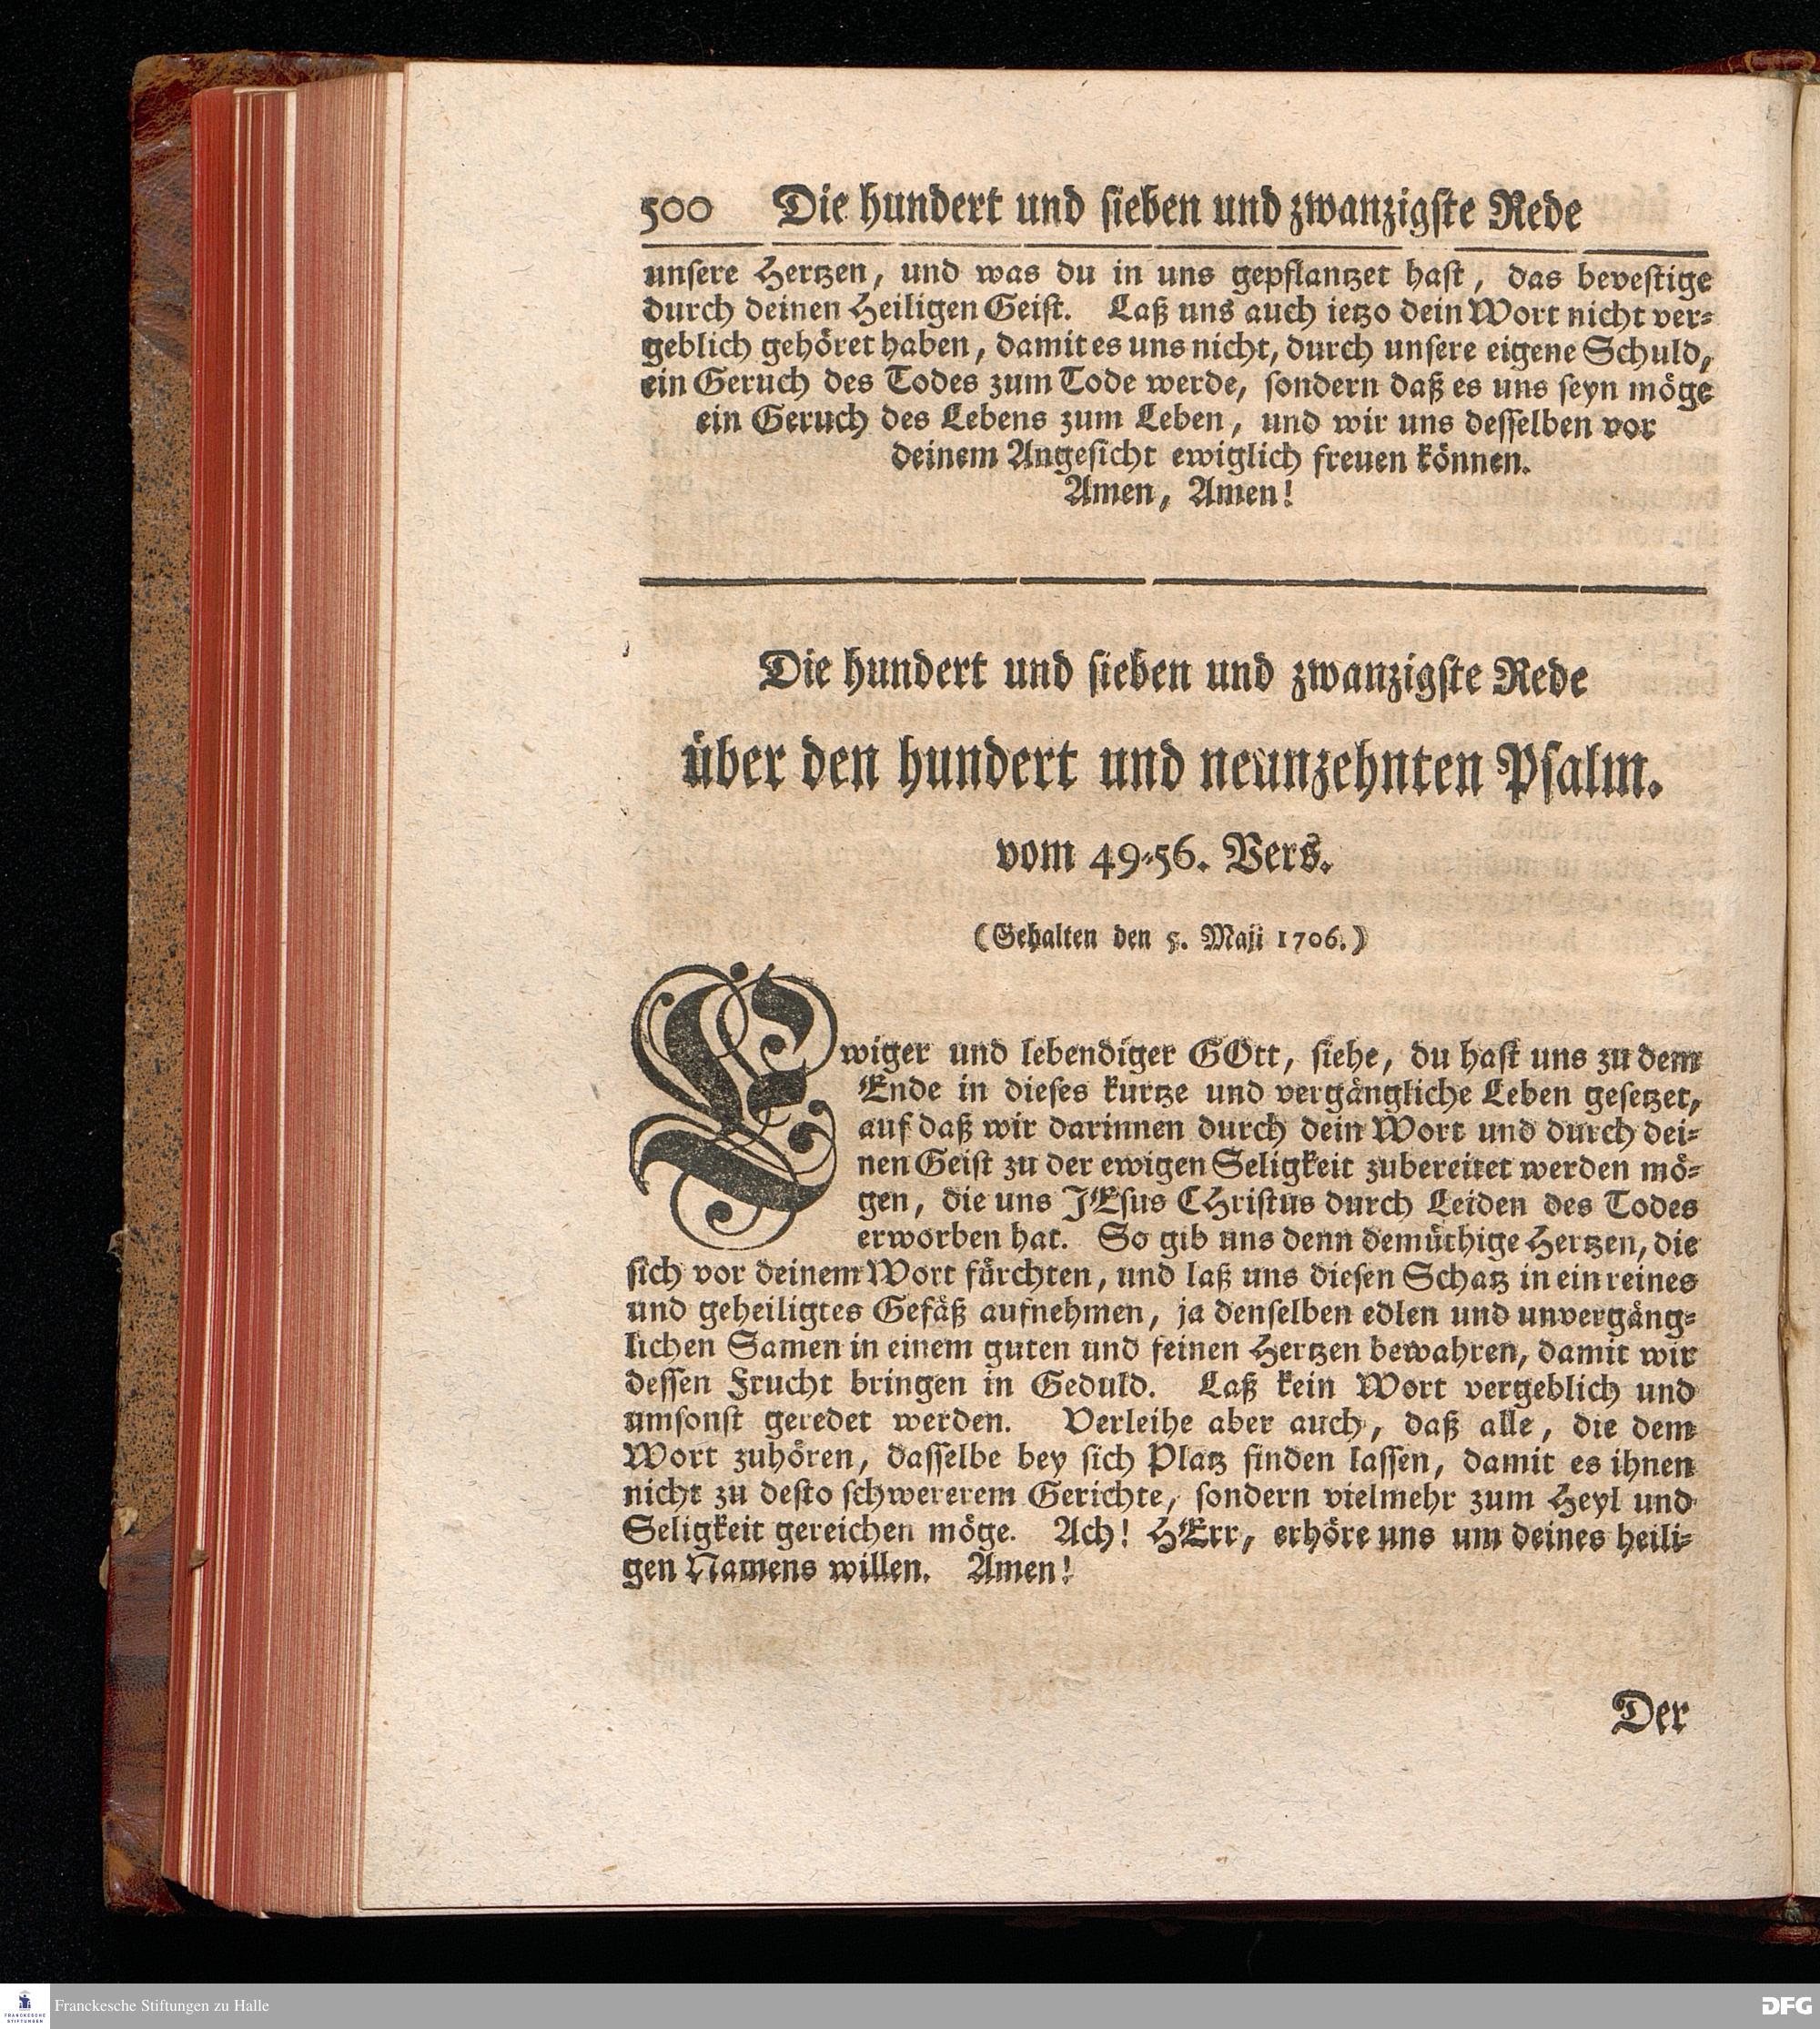 500 Die hundert und sieben und zwanzigste Rede
unsere Hertzen, und was du in uns gepflantzet hast, das bevestige
durch deinen Heiligen Geist. Laß uns auch ietzo dein Wort nicht ver-
geblich gehöret haben, damit es uns nicht, durch unsere eigene Schuld,
ein Geruch des Todes zum Tode werde, sondern daß es uns seyn möge
ein Geruch des Lebens zum Leben, und wir uns desselben vor
deinem Angesicht ewiglich freuen können.
Amen, Amen!
Die hundert und sieben und zwanzigste Rede
über den hundert und neunzehnten Psalm.
vom 49-56. Vers.
(Gehalten den 5. Maji 1706.)
Ewiger und lebendiger GOtt, siehe, du hast uns zu dem
Ende in dieses kurtze und vergängliche Leben gesetzet,
auf daß wir darinnen durch dein Wort und durch dei-
nen Geist zu der ewigen Seligkeit zubereitet werden mö-
gen, die uns JEsus CHristus durch Leiden des Todes
erworben hat. So gib uns denn demüthige Hertzen, die
sich vor deinem Wort fürchten, und laß uns diesen Schatz in ein reines
und geheiligtes Gefäß aufnehmen, ja denselben edlen und unvergäng-
lichen Samen in einem guten und feinen Hertzen bewahren, damit wir
dessen Frucht bringen in Geduld. Laß kein Wort vergeblich und
umsonst geredet werden. Verleihe aber auch, daß alle, die dem
Wort zuhören, dasselbe bey sich Platz finden lassen, damit es ihnen
nicht zu desto schwererem Gerichte, sondern vielmehr zum Heyl und
Seligkeit gereichen möge. Ach! HErr, erhöre uns um deines heili-
gen Namens willen. Amen!
Der
FRANCKESCHE STIFTUNGEN
Franckesche Stiftungen zu Halle
DFG